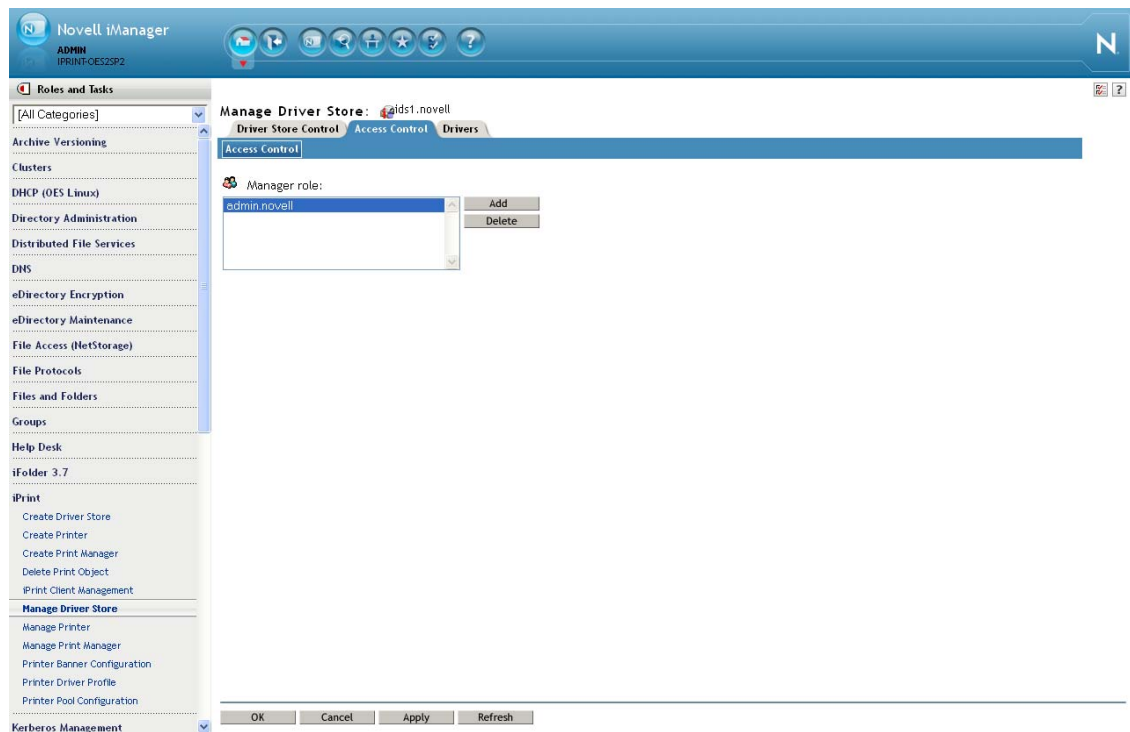 Novell iManager
ADMIN
IPRINT-OES2SP2
N
Roles and Tasks
[All Categories]
Archive Versioning
Clusters
DHCP (OES Linux)
Directory Administration
Distributed File Services
DNS
eDirectory Encryption
eDirectory Maintenance
File Access (NetStorage)
File Protocols
Files and Folders
Groups
Help Desk
iFolder 3.7
iPrint
Create Driver Store
Create Printer
Create Print Manager
Delete Print Object
iPrint Client Management
Manage Driver Store
Manage Printer
Manage Print Manager
Printer Banner Configuration
Printer Driver Profile
Printer Pool Configuration
Kerberos Management
?
Manage Driver Store: aids1.novell
Driver Store Control Access Control Drivers
Access Control
Manager role:
admin.novell
Add
Delete
OK Cancel Apply Refresh